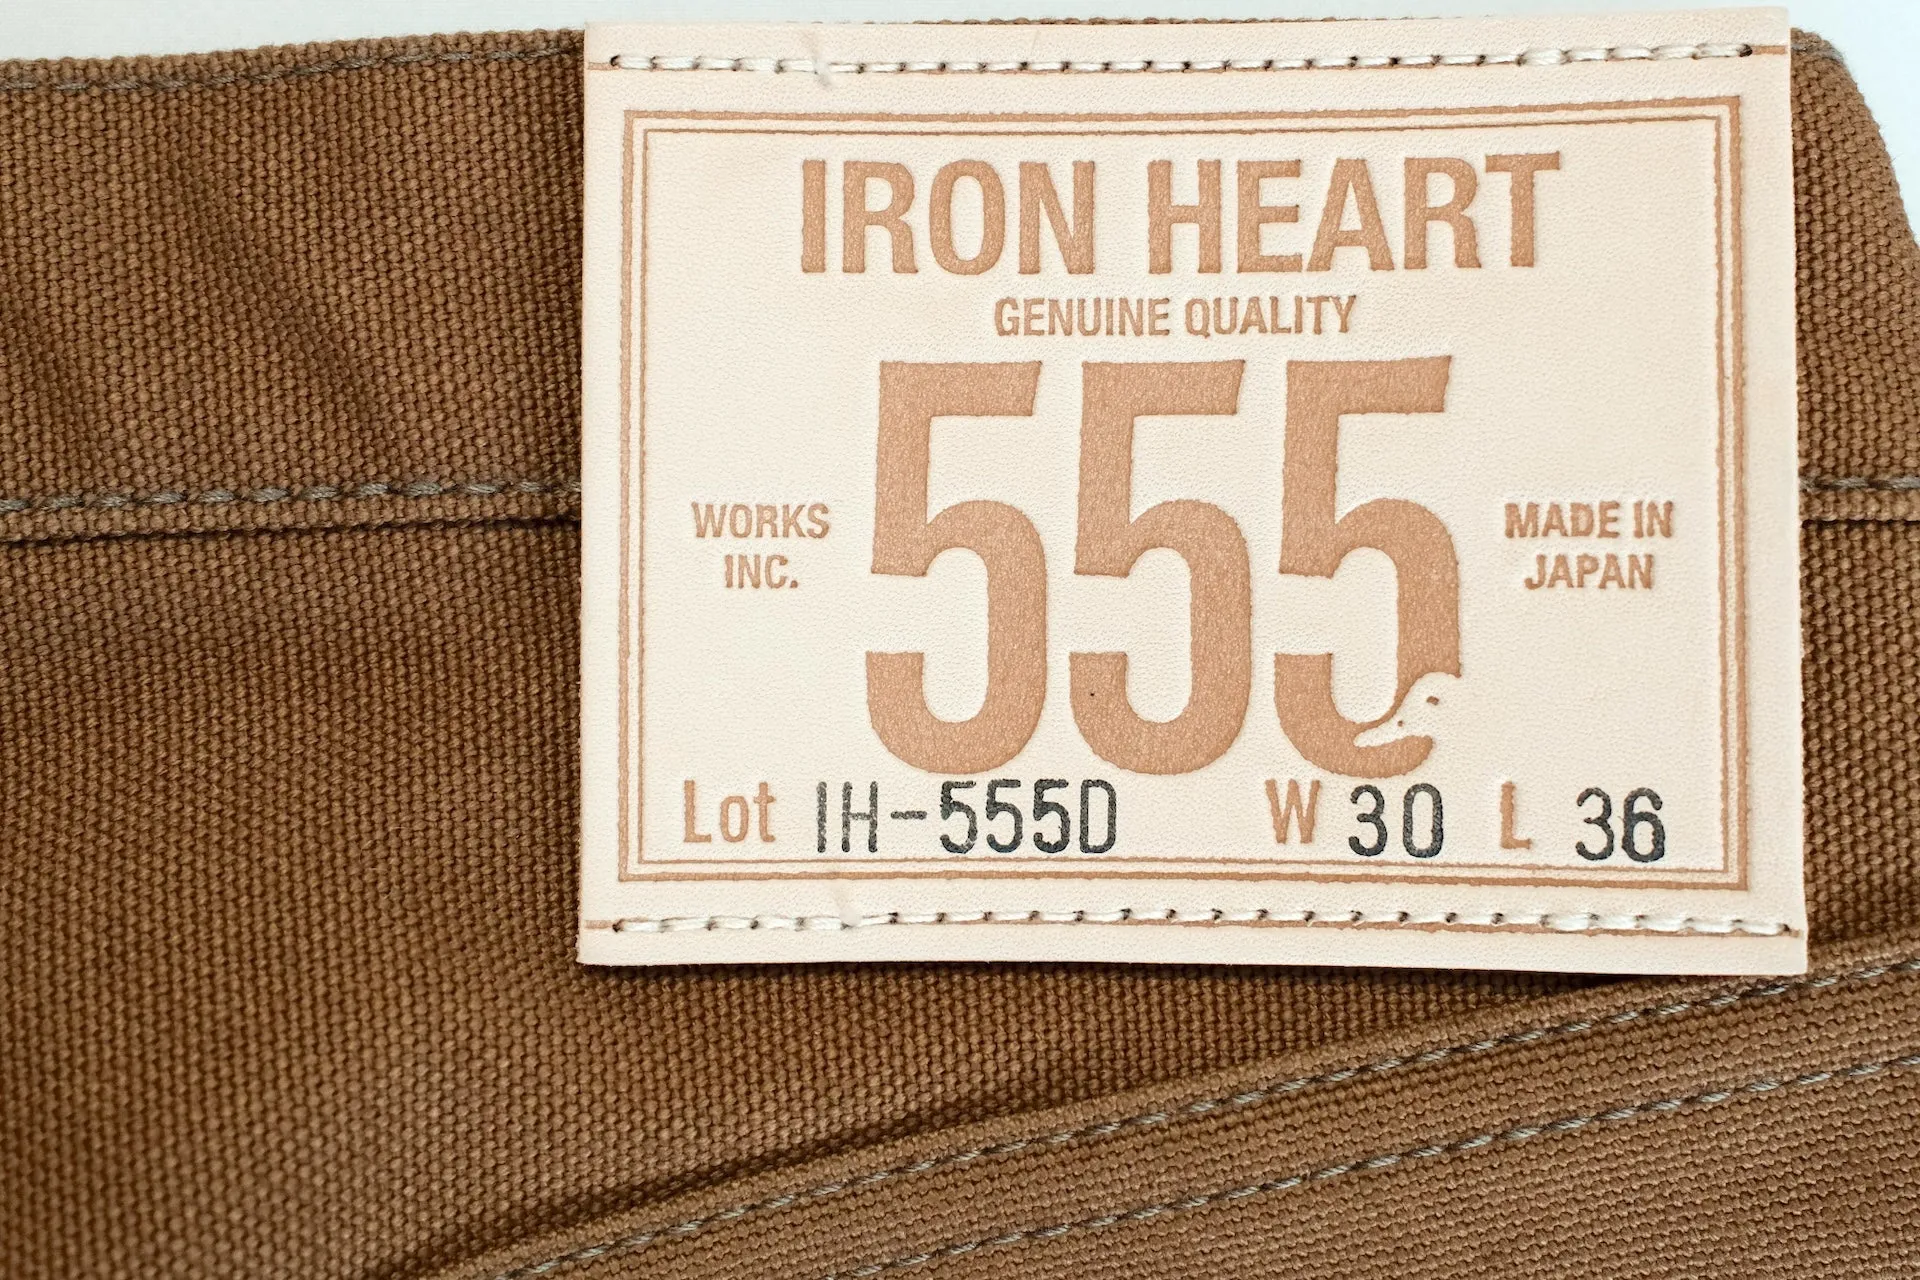 IRON HEART
GENUINE QUALITY
555
WORKS
INC.
MADE IN
JAPAN
Lot IH-555D W 30 L 36